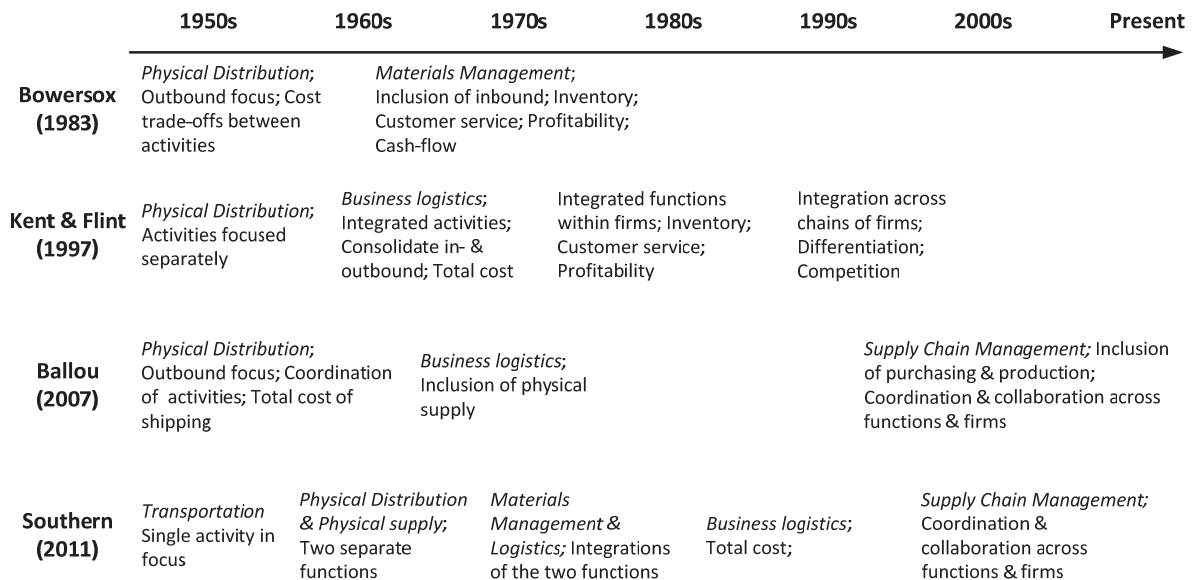 1950s 1960s 1970s 1980s 1990s 2000s Present
Bowersox
(1983)
Physical Distribution;
Outbound focus; Cost
trade-offs between
activities
Materials Management;
Inclusion of inbound; Inventory;
Customer service; Profitability;
Cash-flow
Kent & Flint
(1997)
Physical Distribution;
Activities focused
separately
Business logistics;
Integrated activities;
Consolidate in- &
outbound; Total cost
Integrated functions
within firms; Inventory;
Customer service;
Profitability
Integration across
chains of firms;
Differentiation;
Competition
Ballou
(2007)
Physical Distribution;
Outbound focus; Coordination
of activities; Total cost of
shipping
Business logistics;
Inclusion of physical
supply
Supply Chain Management; Inclusion
of purchasing & production;
Coordination & collaboration across
functions & firms
Southern
(2011)
Transportation
Single activity in
focus
Physical Distribution
& Physical supply;
Two separate
functions
Materials
Management &
Logistics; Integrations
of the two functions
Business logistics;
Total cost;
Supply Chain Management;
Coordination &
collaboration across
functions & firms